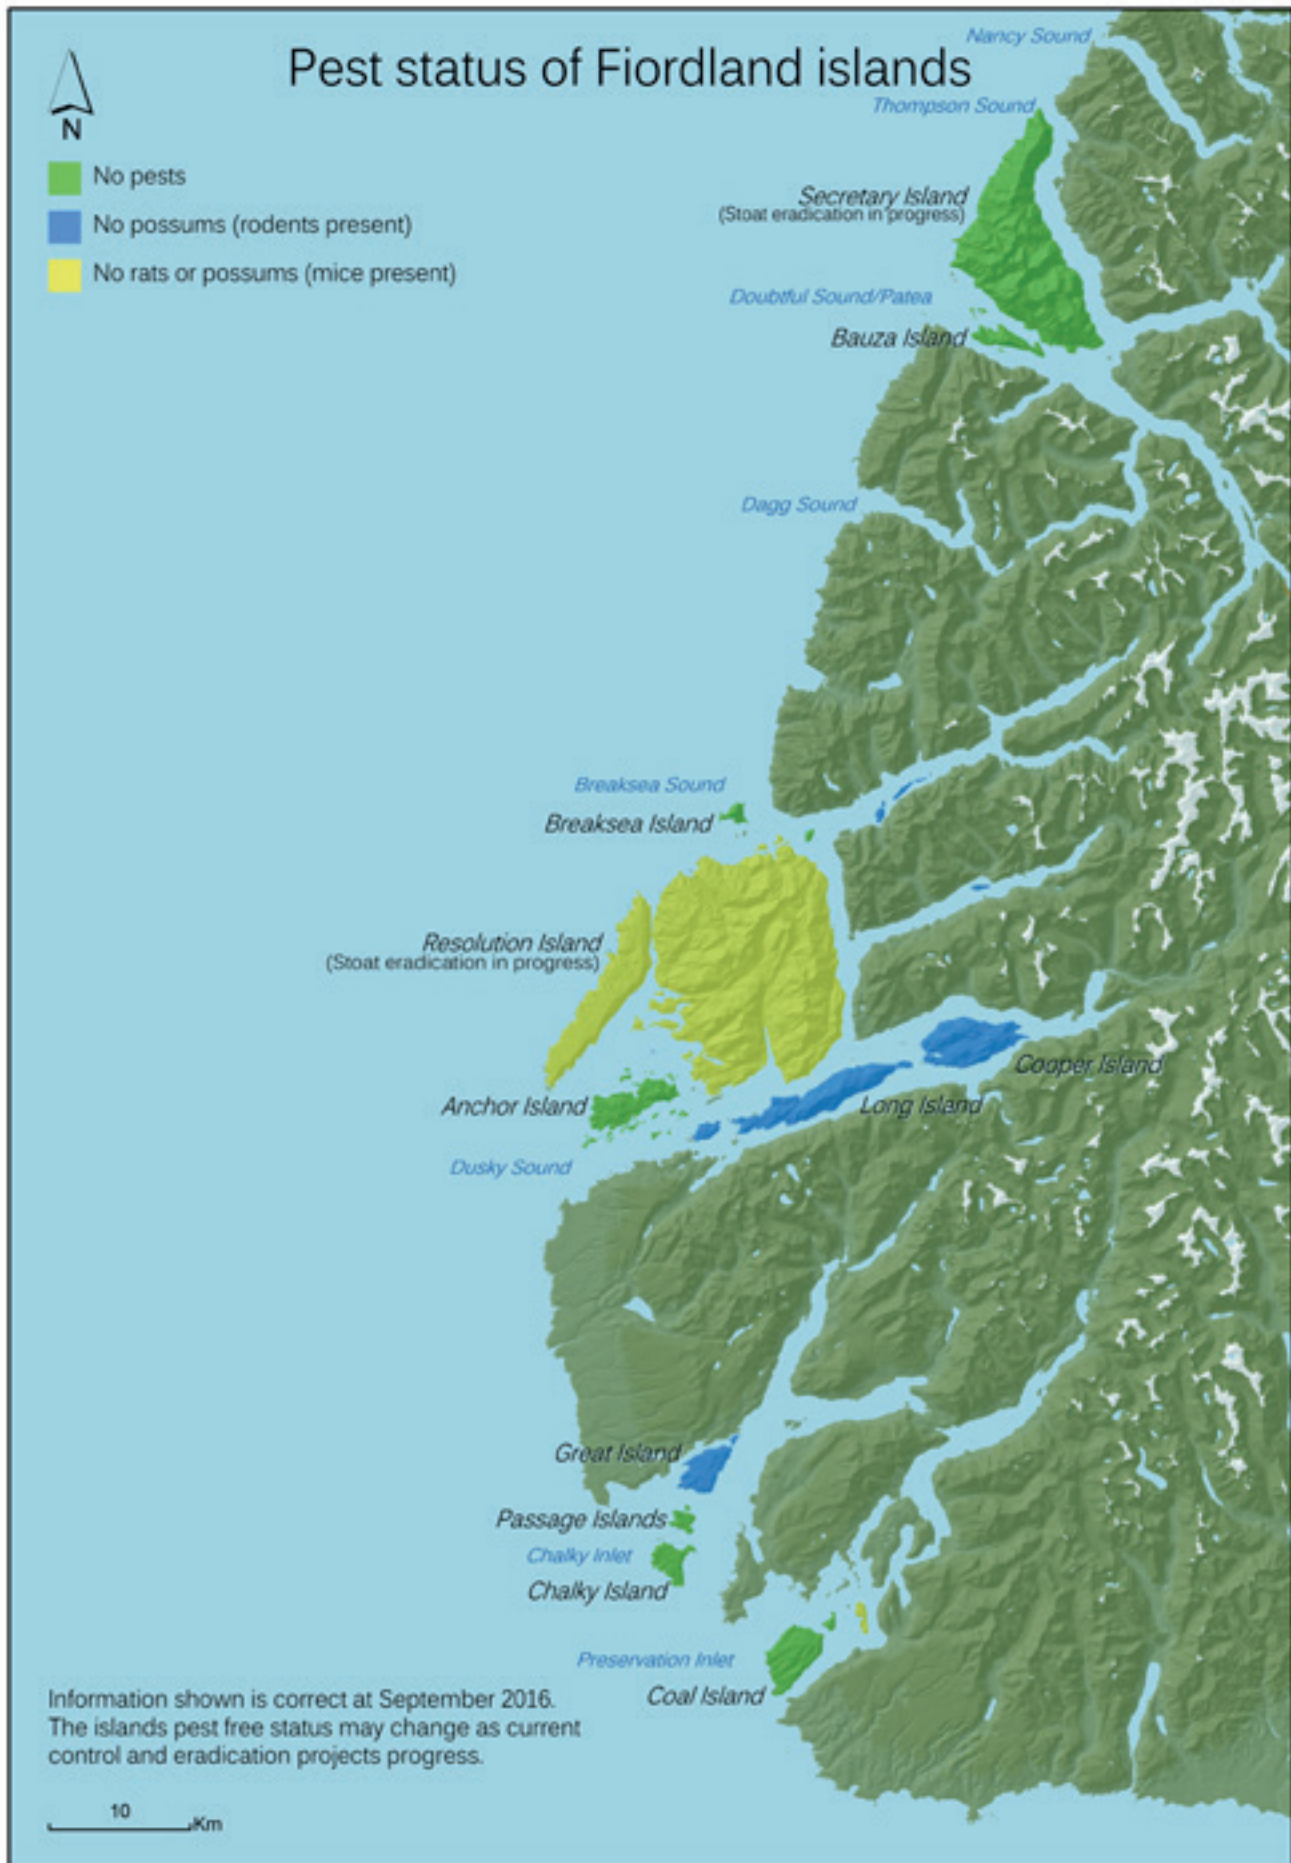 Pest status of Fiordland islands
N
No pests
No possums (rodents present)
No rats or possums (mice present)
Nancy Sound
Thompson Sound
Secretary Island
(Stoat eradication in progress)
Doubtful Sound/Patea
Bauza Island
Dagg Sound
Breaksea Sound
Breaksea Island
Resolution Island
(Stoat eradication in progress)
Cooper Island
Anchor Island
Long Island
Dusky Sound
Great Island
Passage Islands
Chalky Inlet
Chalky Island
Preservation Inlet
Coal Island
Information shown is correct at September 2016.
The islands pest free status may change as current
control and eradication projects progress.
10
Km